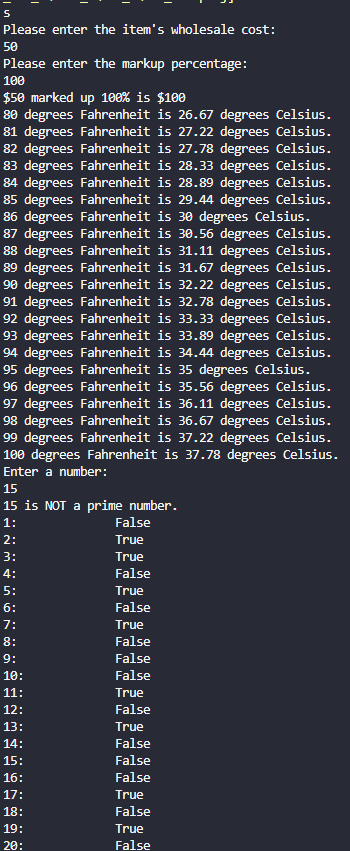 s
Please enter the item's wholesale cost:
50
Please enter the markup percentage:
100
$50 marked up 100% is $100
80 degrees Fahrenheit is 26.67 degrees Celsius.
81 degrees Fahrenheit is 27.22 degrees Celsius.
82 degrees Fahrenheit is 27.78 degrees Celsius.
83 degrees Fahrenheit is 28.33 degrees Celsius.
84 degrees Fahrenheit is 28.89 degrees Celsius.
85 degrees Fahrenheit is 29.44 degrees Celsius.
86 degrees Fahrenheit is 30 degrees Celsius.
87 degrees Fahrenheit is 30.56 degrees Celsius.
88 degrees Fahrenheit is 31.11 degrees Celsius.
89 degrees Fahrenheit is 31.67 degrees Celsius.
90 degrees Fahrenheit is 32.22 degrees Celsius.
91 degrees Fahrenheit is 32.78 degrees Celsius.
92 degrees Fahrenheit is 33.33 degrees Celsius.
93 degrees Fahrenheit is 33.89 degrees Celsius.
94 degrees Fahrenheit is 34.44 degrees Celsius.
95 degrees Fahrenheit is 35 degrees Celsius.
96 degrees Fahrenheit is 35.56 degrees Celsius.
97 degrees Fahrenheit is 36.11 degrees Celsius.
98 degrees Fahrenheit is 36.67 degrees Celsius.
99 degrees Fahrenheit is 37.22 degrees Celsius.
100 degrees Fahrenheit is 37.78 degrees Celsius.
Enter a number:
15
15 is NOT a prime number.
1: False
2: True
3: True
4: False
5: True
6: False
7: True
8: False
9: False
10: False
11: True
12: False
13: True
14: False
15: False
16: False
17: True
18: False
19: True
20: False